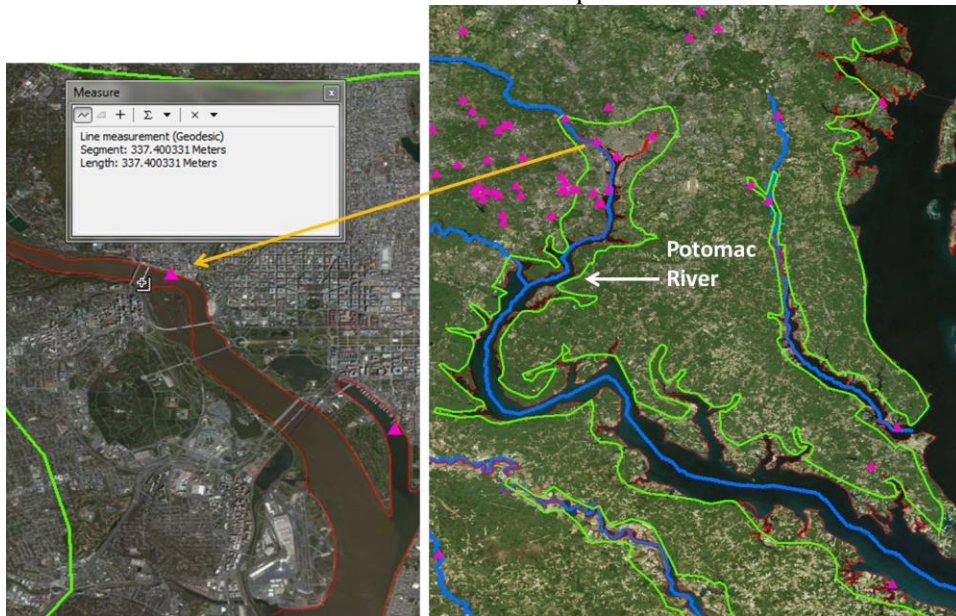 Measure
Line measurement (Geodesic)
Segment: 337.400331 Meters
Length: 337.400331 Meters
Potomac
River